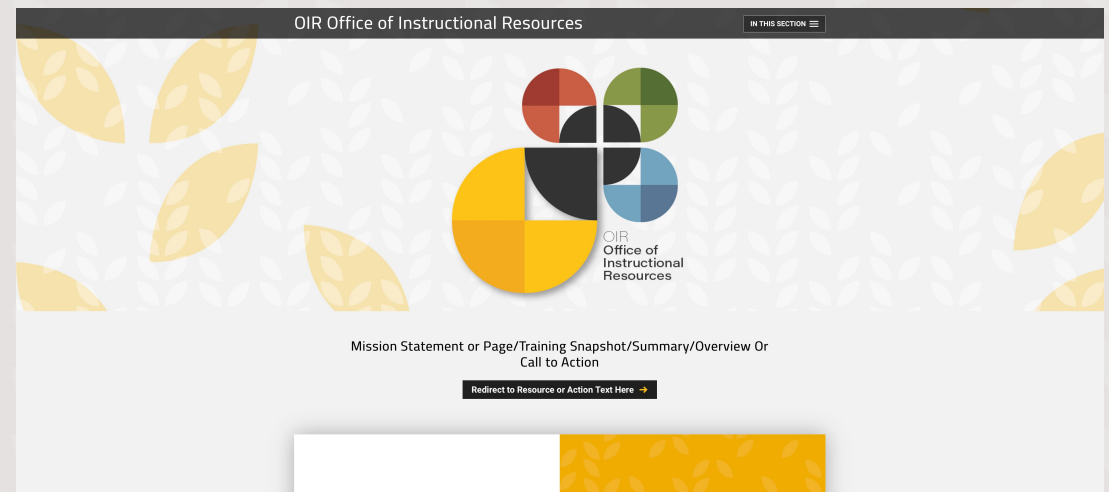 OIR Office of Instructional Resources
IN THIS SECTION
OIR
Office of
Instructional
Resources
Mission Statement or Page/Training Snapshot/Summary/Overview Or
Call to Action
Redirect to Resource or Action Text Here →